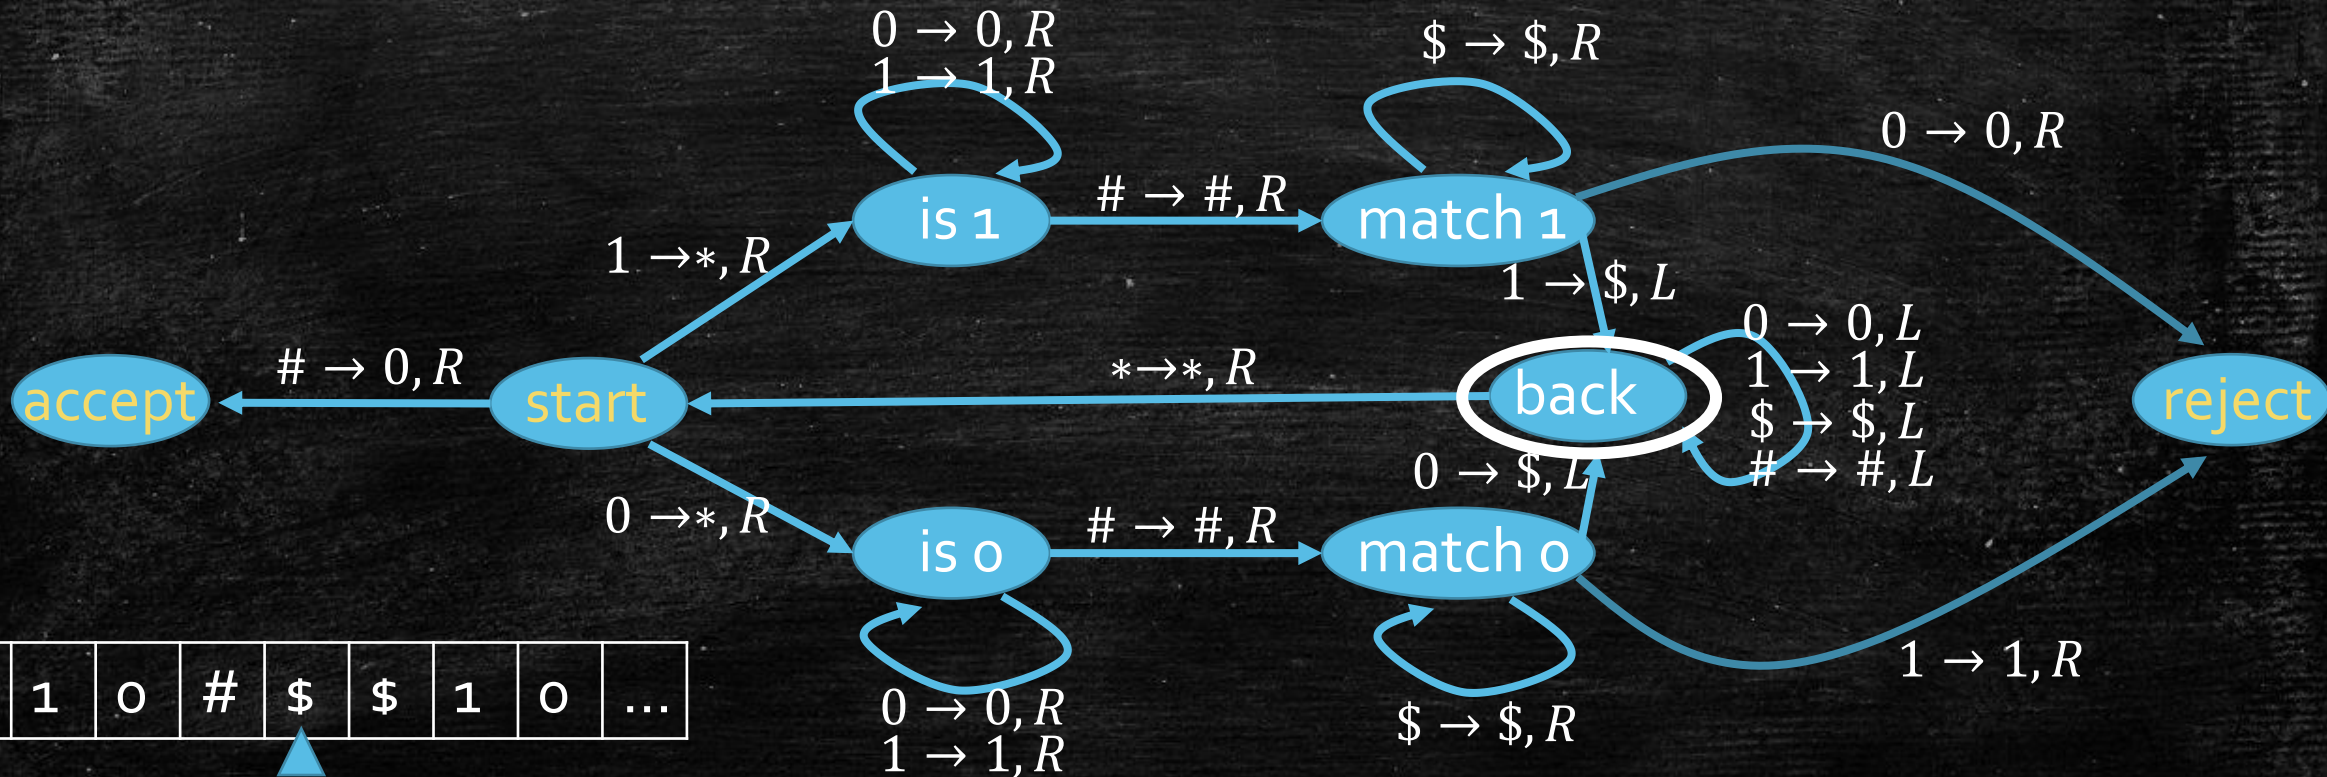 0 → 0, R
1 → 1, R
$ → $, R
0 → 0, R
# → #, R
is 1
match 1
1 →*, R
1 → $, L
0 → 0, L
1 → 1, L
$ → $, L
# → #, L
# → 0, R
*→*, R
accept
start
back
reject
0 → $, L
0 →*, R
# → #, R
is 0
match 0
1 → 1, R
1 0 # $ $ 1 0 ...
0 → 0, R
1 → 1, R
$ → $, R